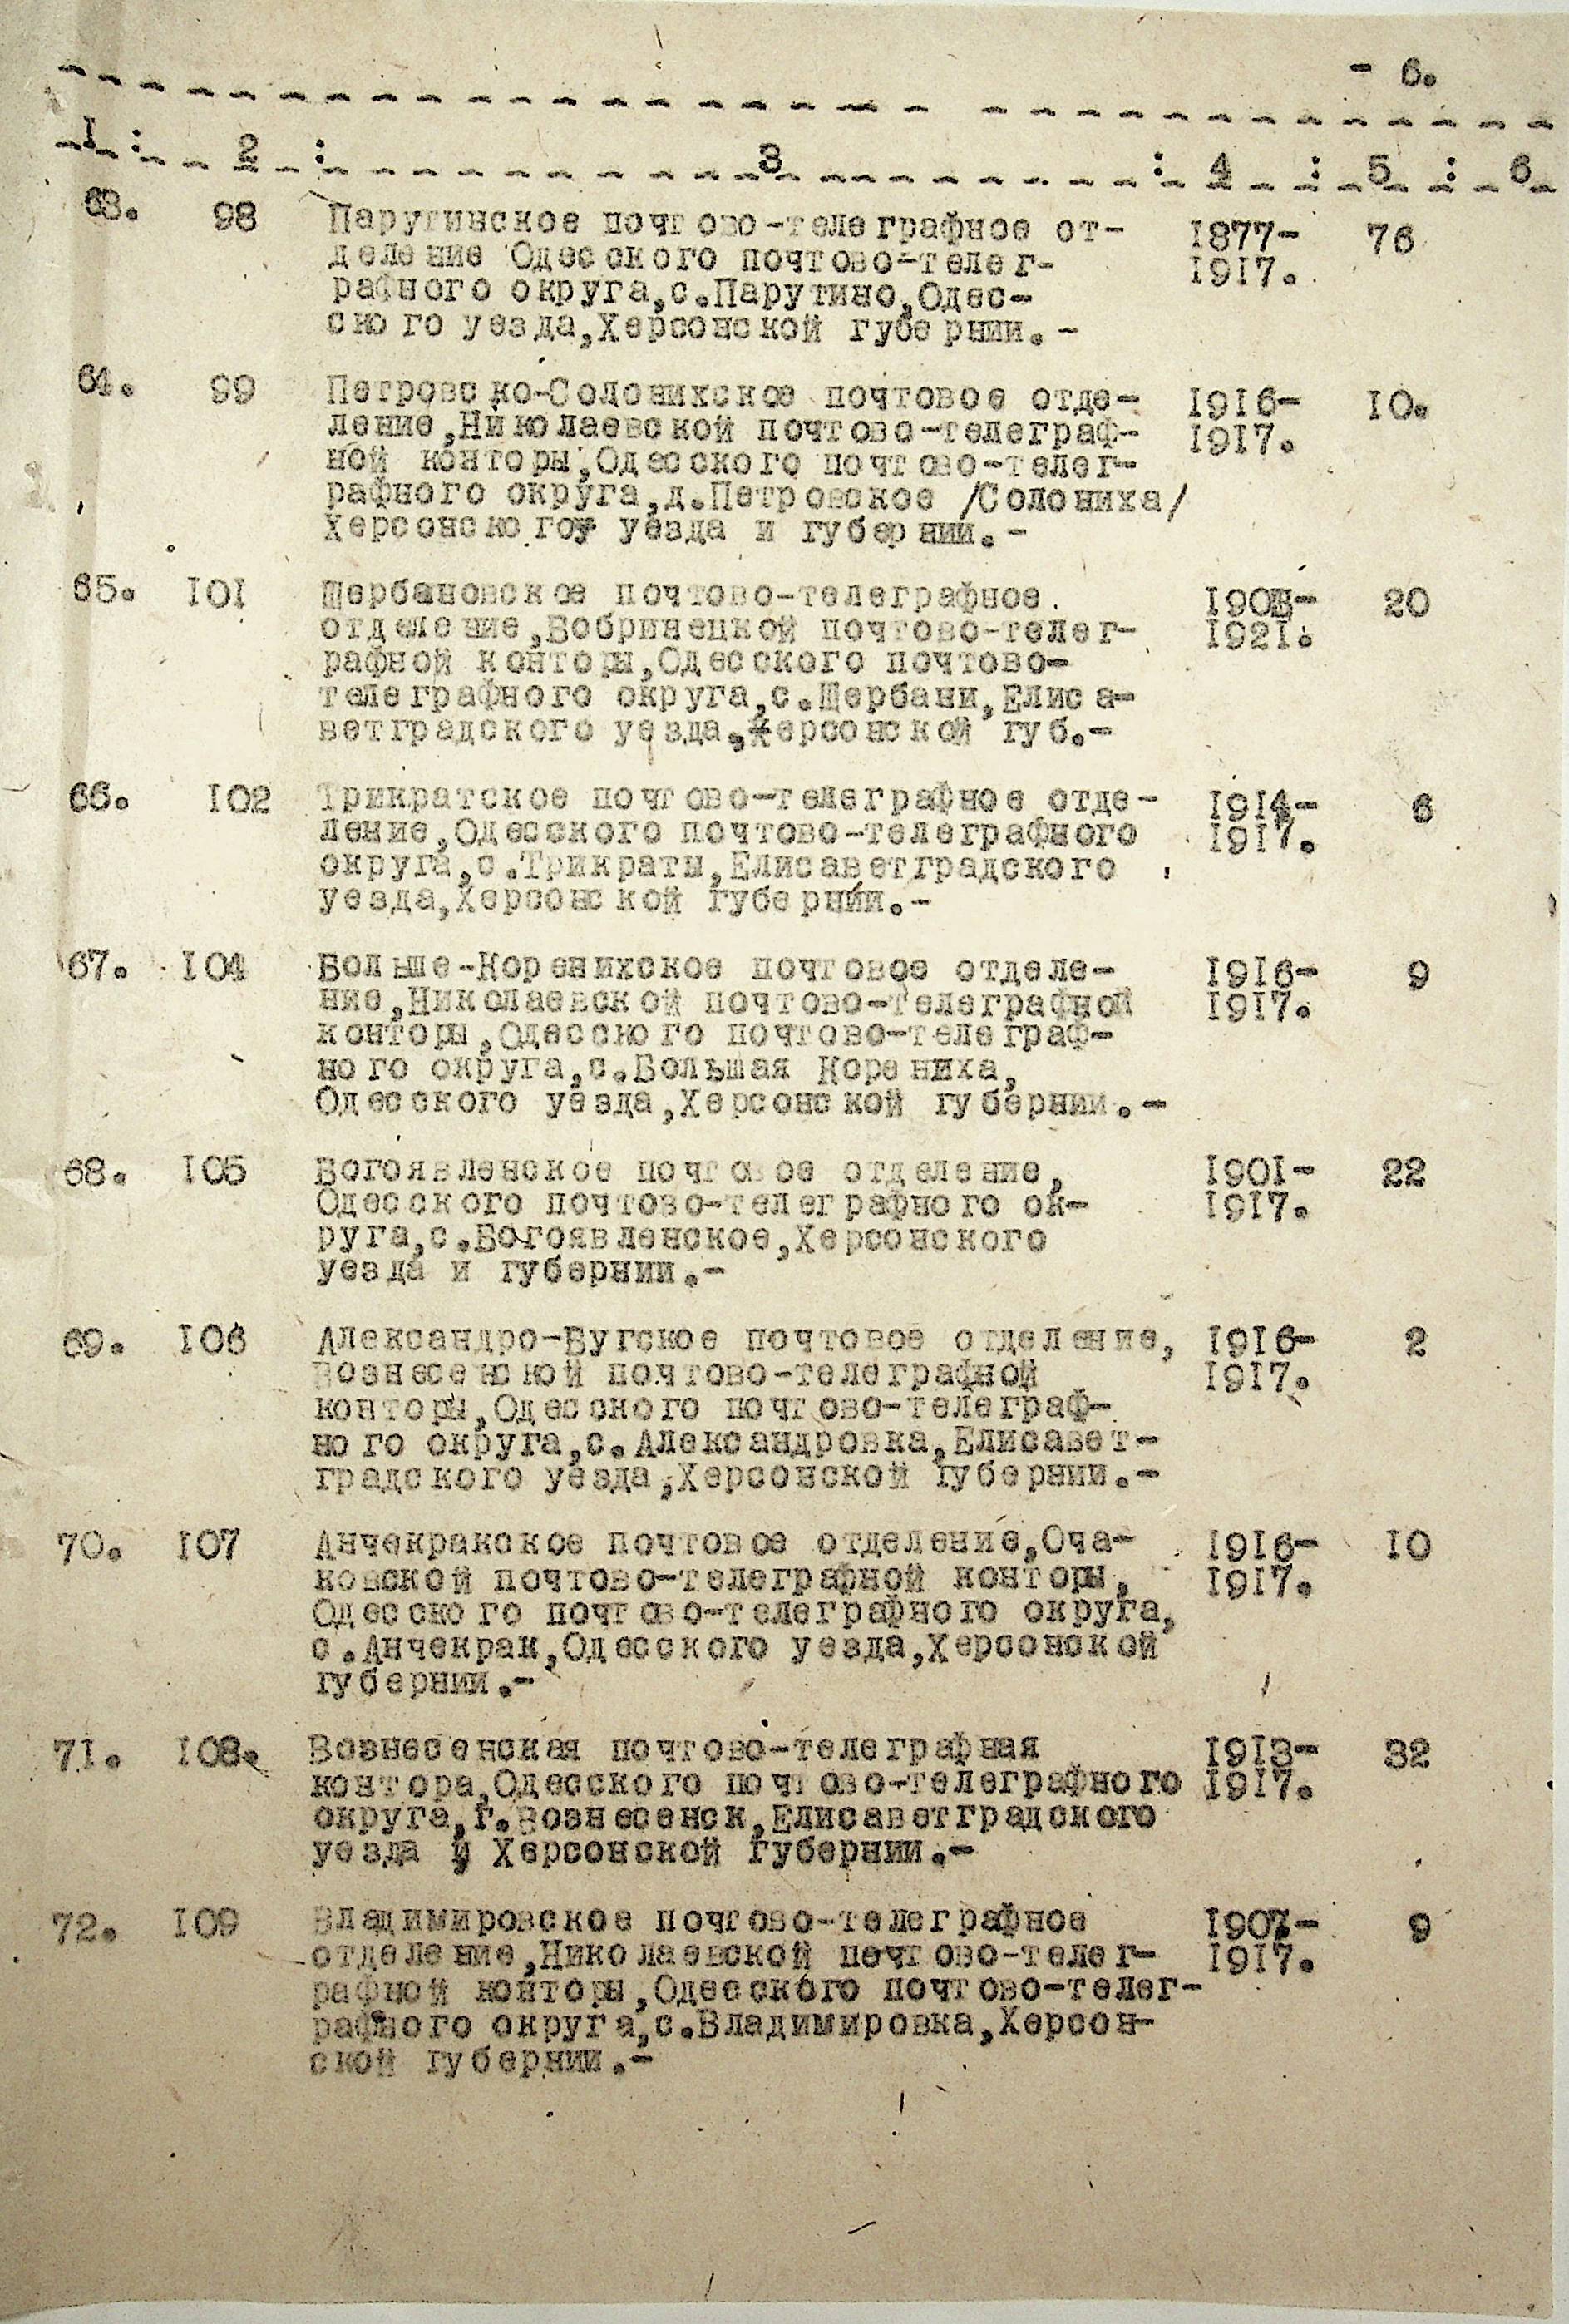 - 6.
1 : 2 : 3 : 4 : 5 : 6
63. 98 Парутинское почтово-телеграфное от- 1877- 76
деление Одесского почтово-телег- 1917.
рафного округа,с.Парутино,Одес-
ского уезда,Херсонской губернии.-
64. 99 Петровско-Солонихское почтовое отде- 1916- 10.
ление,Николаевской почтово-телеграф- 1917.
ной конторы,Одесского почтово-телег-
рафного округа,д.Петровское /Солониха/
Херсонского уезда и губернии.-
65. 101 Щербановское почтово-телеграфное 20
отделение,Бобринецкой почтово-телег- 1921.
рафной конторы,Одесского почтово-
телеграфного округа,с.Щербани,Елиса-
ветградского уезда,Херсонской губ.-
66. 102 Трикратское почтово-телеграфное отде- 1914- 6
ление,Одесского почтово-телеграфного 1917.
округа,с.Трикраты,Елисаветградского
уезда,Херсонской губернии.-
67. 104 Больше-Коренихское почтовое отделе- 1916- 9
ние,Николаевской почтово-телеграфной 1917.
конторы,Одесского почтово-телеграф-
ного округа,с.Большая Корениха,
Одесского уезда,Херсонской губернии.-
68. 105 Богоявленское почтовое отделение, 1901- 22
Одесского почтово-телеграфного ок- 1917.
руга,с.Богоявленское,Херсонского
уезда и губернии.-
69. 106 Александро-Бугское почтовое отделение, 1916- 2
Вознесенской почтово-телеграфной 1917.
конторы,Одесского почтово-телеграф-
ного округа,с.Александровка,Елисавет-
градского уезда,Херсонской губернии.-
70. 107 Анчекракское почтовое отделение,Оча- 1916- 10
ковской почтово-телеграфной конторы, 1917.
Одесского почтово-телеграфного округа,
с.Анчекрак,Одесского уезда,Херсонской
губернии.-
71. 108. Вознесенская почтово-телеграфная 1913- 32
контора,Одесского почтово-телеграфного 1917.
округа,г.Вознесенск,Елисаветградского
уезда , Херсонской губернии.-
72. 109 Владимировское почтово-телеграфное 1907- 9
отделение,Николаевской почтово-телег- 1917.
рафной конторы,Одесского почтово-телег-
рафного округа,с.Владимировка,Херсон-
ской губернии.-